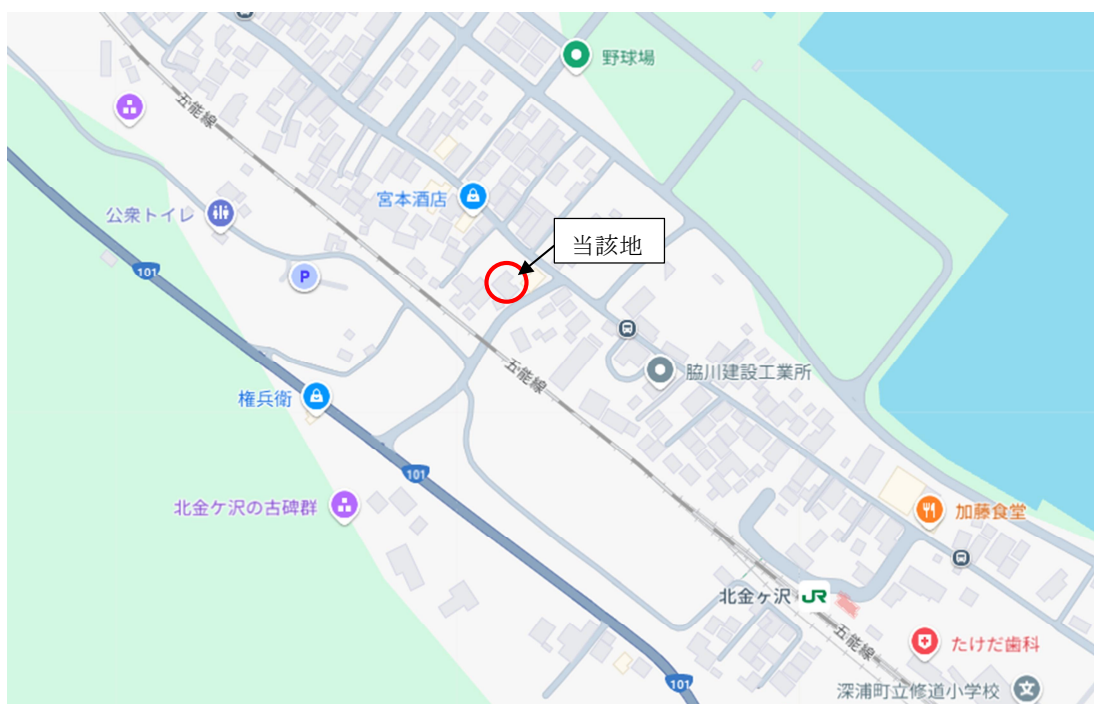 野球場
五能線
宮本酒店
公衆トイレ
当該地
101
P
脇川建設工業所
五能線
権兵衛
101
北金ケ沢の古碑群
加藤食堂
北金ヶ沢 JR
五能線
たけだ歯科
101
深浦町立修道小学校
文